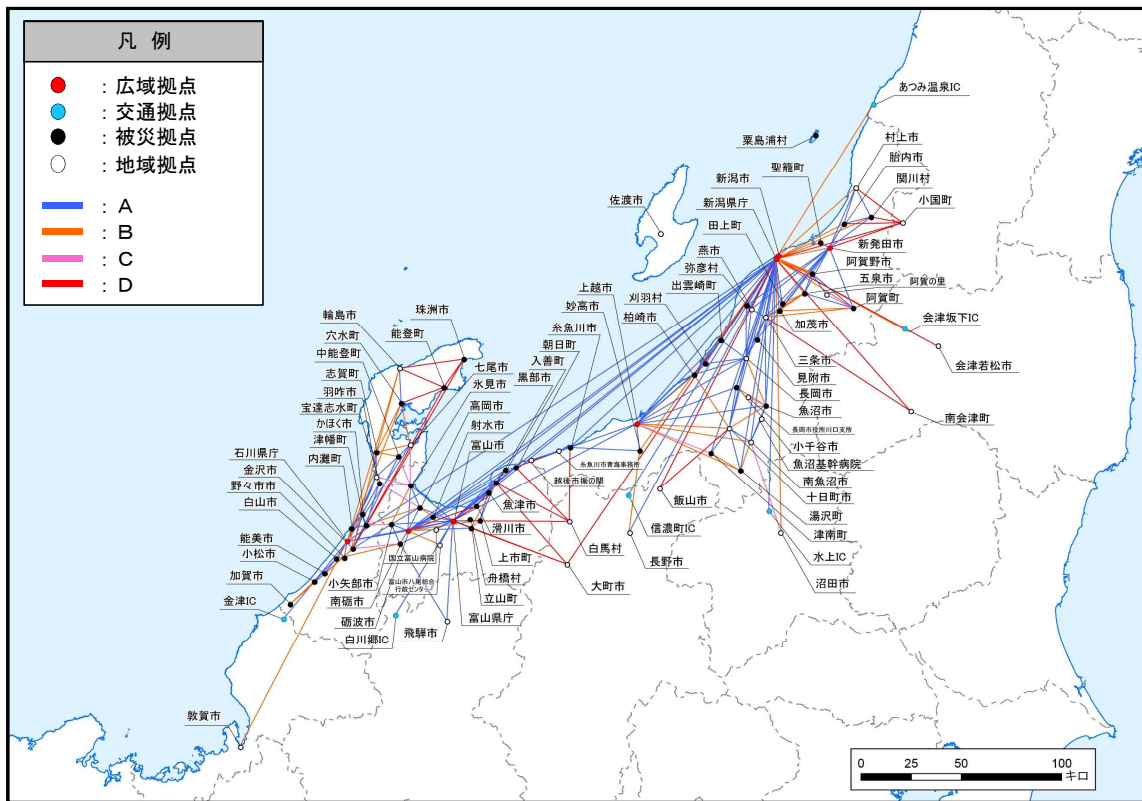 凡 例
：広域拠点
：交通拠点
：被災拠点
：地域拠点
：A
：B
：C
：D
あつみ温泉IC
粟島浦村
村上市
胎内市
聖籠町
関川村
新潟市
小国町
佐渡市
新潟県庁
田上町
新発田市
燕市
阿賀野市
弥彦村
五泉市
阿賀の里
上越市
刈羽村
出雲崎町
阿賀町
妙高市
糸魚川市
柏崎市
加茂市
会津坂下IC
珠洲市
朝日町
輪島市
能登町
入善町
三条市
会津若松市
穴水町
七尾市
黒部市
見附市
中能登町
氷見市
長岡市
志賀町
高岡市
魚沼市
南会津町
羽咋市
射水市
長岡市役所川口支所
宝達志水町
富山市
小千谷市
かほく市
津幡町
魚沼基幹病院
石川県庁
内灘町
糸魚川市青海事務所
南魚沼市
金沢市
越後市振の関
飯山市
十日町市
野々市市
魚津市
湯沢町
白山市
滑川市
信濃町IC
津南町
能美市
国立富山病院
上市町
白馬村
長野市
水上IC
小松市
小矢部市
富山市八尾総合
行政センター
舟橋村
沼田市
加賀市
南砺市
立山町
大町市
金津IC
砺波市
富山県庁
白川郷IC
飛騨市
敦賀市
0 25 50 100
キロ